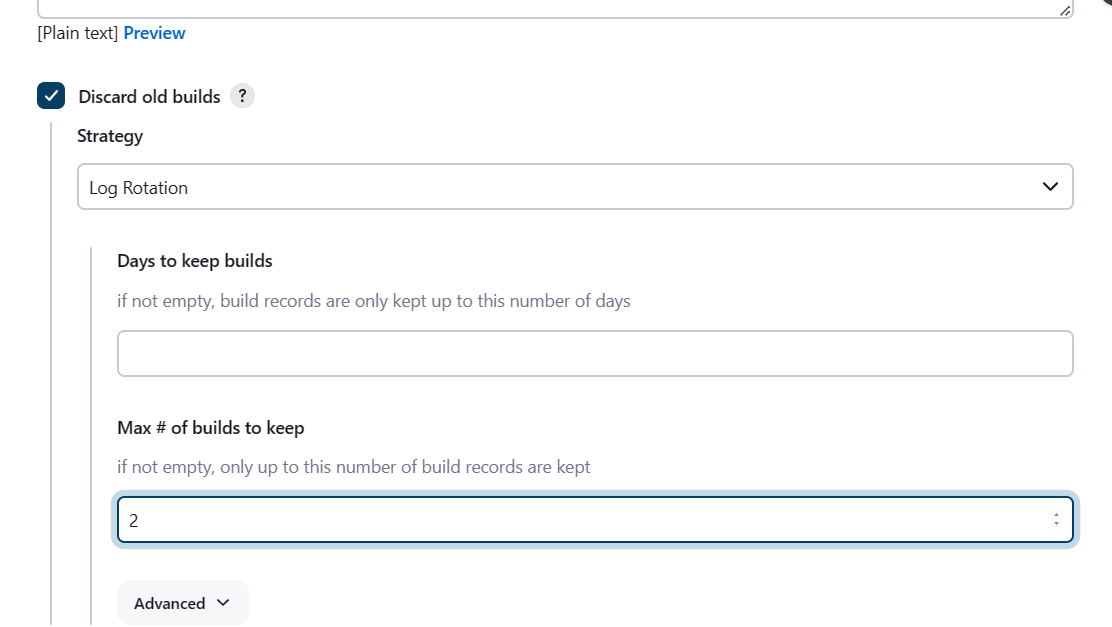 [Plain text] Preview
Discard old builds ?
Strategy
Log Rotation
Days to keep builds
if not empty, build records are only kept up to this number of days
Max # of builds to keep
if not empty, only up to this number of build records are kept
2
Advanced